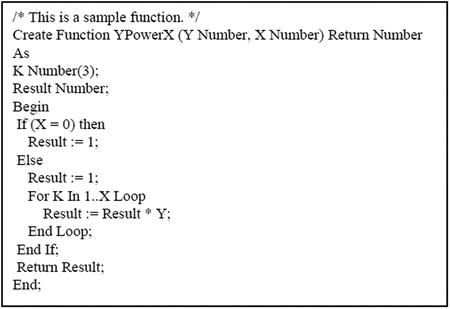 /* This is a sample function. */
Create Function YPowerX (Y Number, X Number) Return Number
As
K Number(3);
Result Number;
Begin
If (X = 0) then
Result := 1;
Else
Result := 1;
For K In 1..X Loop
Result := Result * Y;
End Loop;
End If;
Return Result;
End;